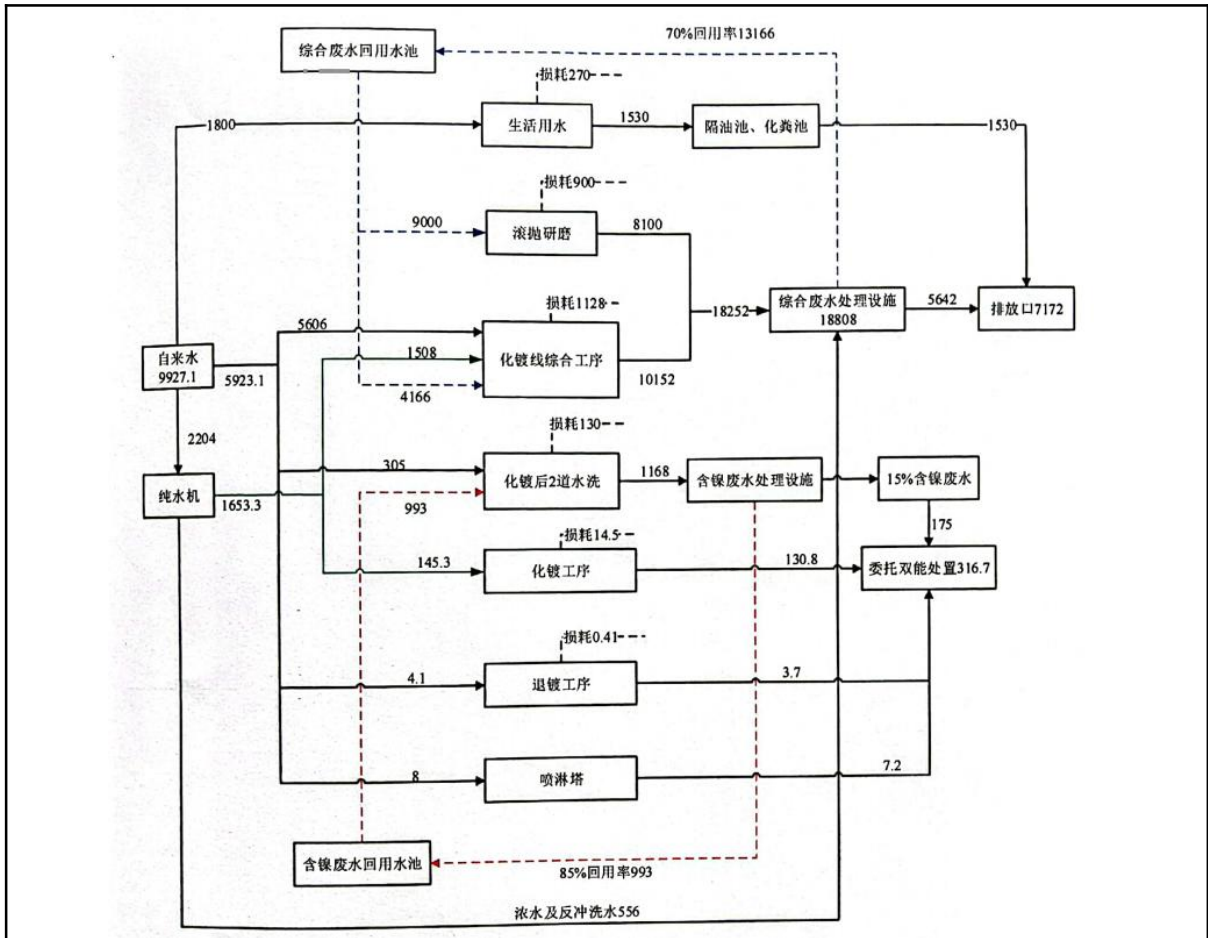 70%回用率13166
综合废水回用水池
损耗270
1800
生活用水
1530
隔油池、化粪池
1530
损耗900
9000
滚抛研磨
8100
损耗1128
5606
18252
综合废水处理设施
18808
5642
排放口7172
自来水
9927.1
5923.1
1508
化镀线综合工序
10152
4166
2204
损耗130
305
化镀后2道水洗
1168
含镍废水处理设施
15%含镍废水
纯水机
1653.3
993
175
损耗14.5
145.3
化镀工序
130.8
委托双能处置316.7
损耗0.41
4.1
退镀工序
3.7
8
喷淋塔
7.2
含镍废水回用水池
85%回用率993
浓水及反冲洗水556